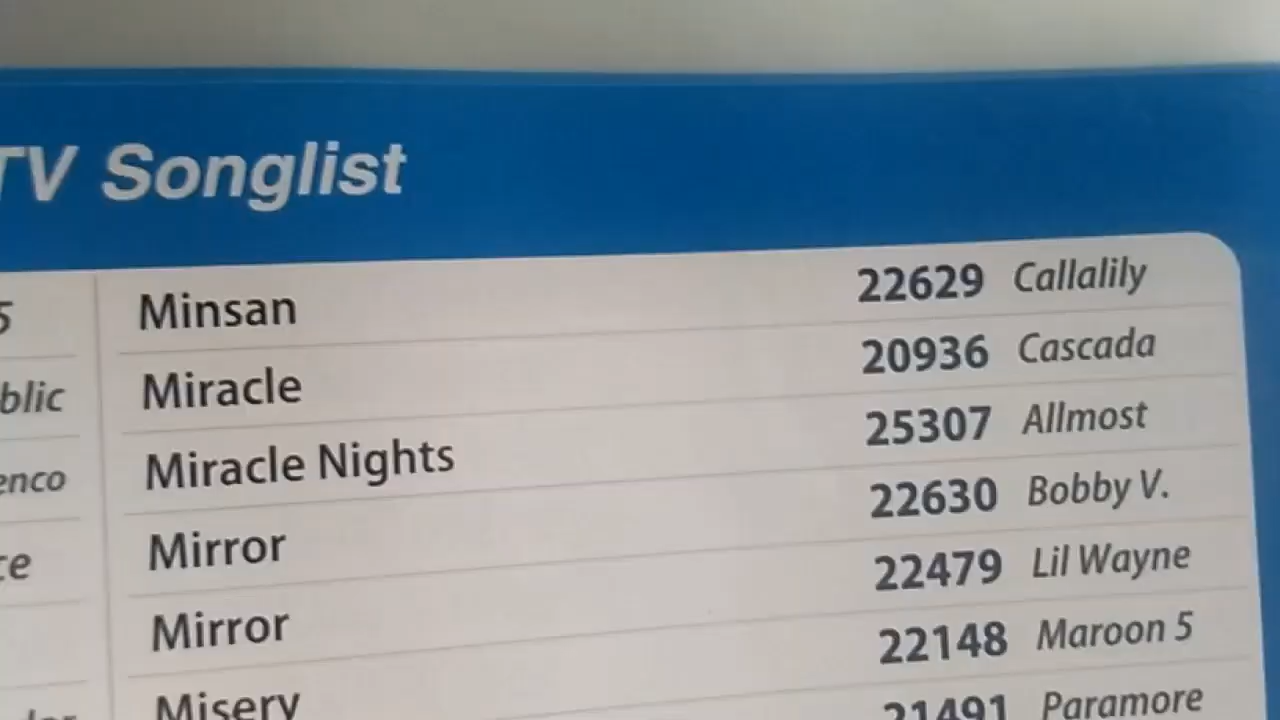 TV Songlist
5
blic
enco
ce
Minsan 22629 Callalily
Miracle 20936 Cascada
Miracle Nights 25307 Allmost
Mirror 22630 Bobby V.
Mirror 22479 Lil Wayne
Misery 22148 Maroon 5
21491 Paramore